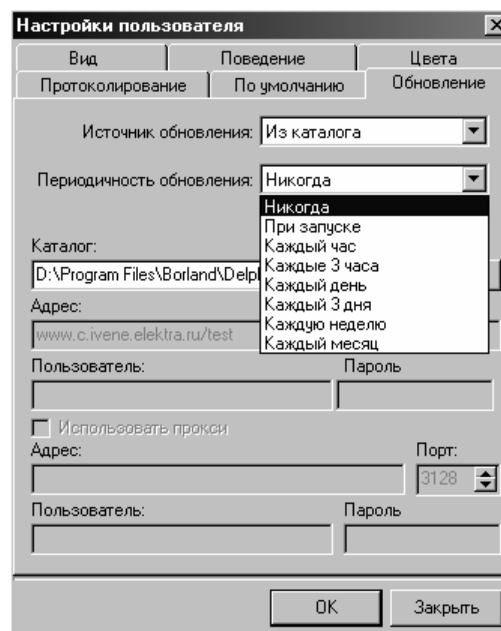 Настройки пользователя
Вид Поведение Цвета
Протоколирование По умолчанию Обновление
Источник обновления: Из каталога
Периодичность обновления: Никогда
Никогда
При запуске
Каждый час
Каждые 3 часа
Каждый день
Каждый 3 дня
Каждую неделю
Каждый месяц
Каталог:
D:\Program Files\Borland\Delp
Адрес:
www.c.ivene.elektra.ru/test
Пользователь: Пароль
Использовать прокси
Адрес: Порт:
3128
Пользователь: Пароль
OK Закрыть